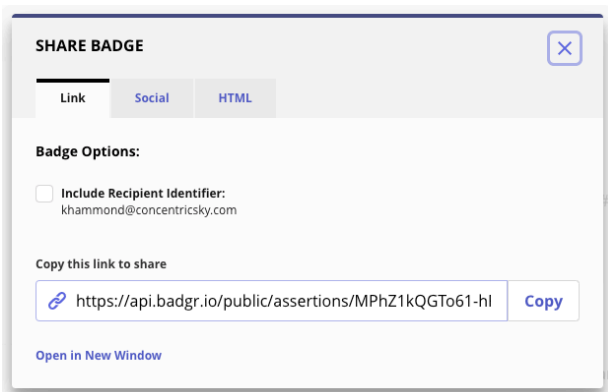 SHARE BADGE
Link Social HTML
Badge Options:
Include Recipient Identifier:
khammond@concentricsky.com
Copy this link to share
https://api.badgr.io/public/assertions/MPhZ1kQGTo61-hI Copy
Open in New Window